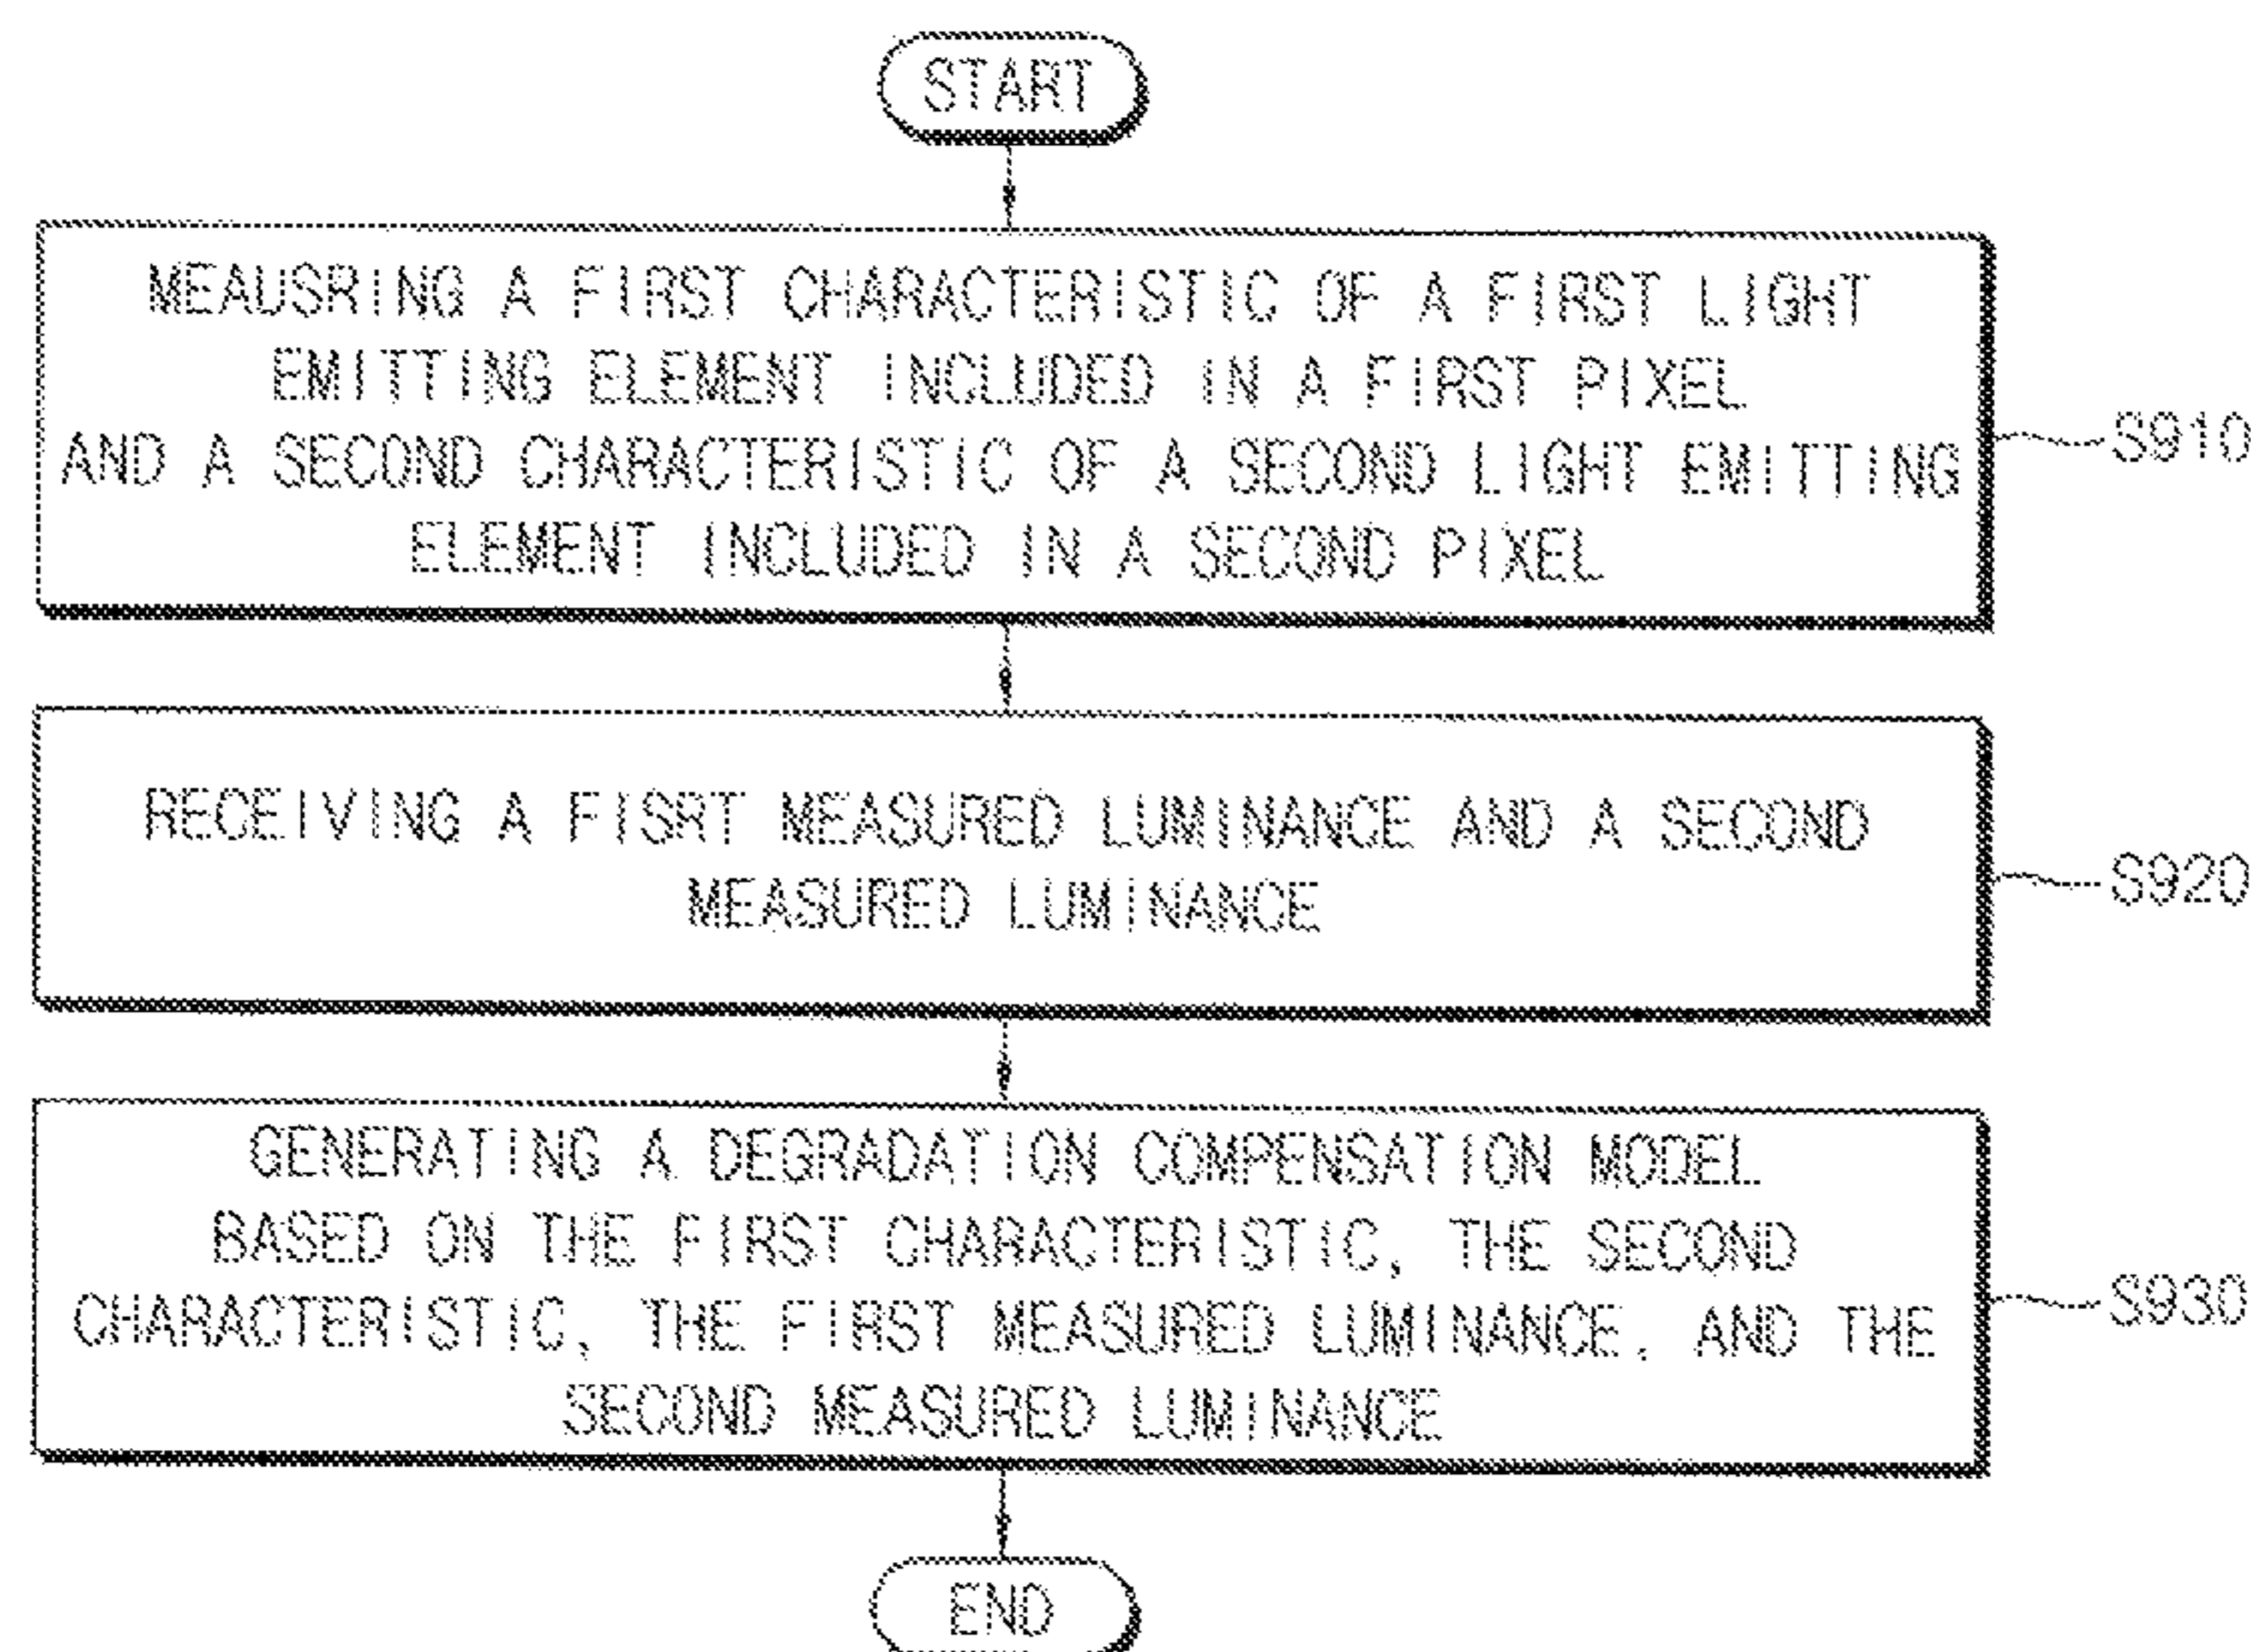 START
MEAUSRING A FIRST CHARACTERISTIC OF A FIRST LIGHT
EMITTING ELEMENT INCLUDED IN A FIRST PIXEL
AND A SECOND CHARACTERISTIC OF A SECOND LIGHT EMITTING
ELEMENT INCLUDED IN A SECOND PIXEL
S910
RECEIVING A FISRT MEASURED LUMINANCE AND A SECOND
MEASURED LUMINANCE
S920
GENERATING A DEGRADATION COMPENSATION MODEL
BASED ON THE FIRST CHARACTERISTIC, THE SECOND
CHARACTERISTIC, THE FIRST MEASURED LUMINANCE, AND THE
SECOND MEASURED LUMINANCE
S930
END